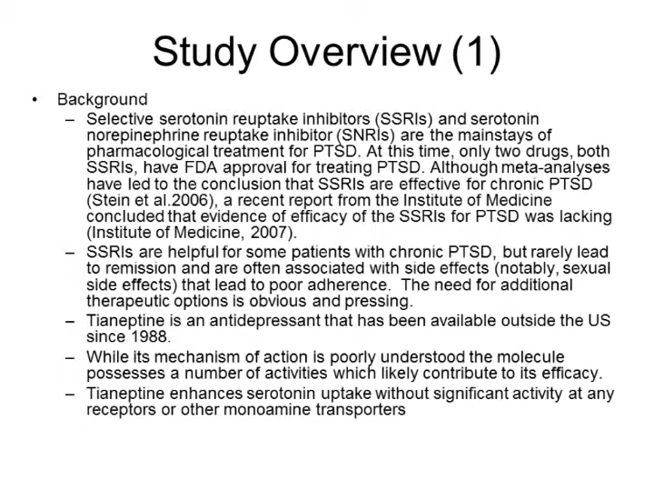 Study Overview (1)
• Background
– Selective serotonin reuptake inhibitors (SSRIs) and serotonin
norepinephrine reuptake inhibitor (SNRIs) are the mainstays of
pharmacological treatment for PTSD. At this time, only two drugs, both
SSRIs, have FDA approval for treating PTSD. Although meta-analyses
have led to the conclusion that SSRIs are effective for chronic PTSD
(Stein et al.2006), a recent report from the Institute of Medicine
concluded that evidence of efficacy of the SSRIs for PTSD was lacking
(Institute of Medicine, 2007).
– SSRIs are helpful for some patients with chronic PTSD, but rarely lead
to remission and are often associated with side effects (notably, sexual
side effects) that lead to poor adherence. The need for additional
therapeutic options is obvious and pressing.
– Tianeptine is an antidepressant that has been available outside the US
since 1988.
– While its mechanism of action is poorly understood the molecule
possesses a number of activities which likely contribute to its efficacy.
– Tianeptine enhances serotonin uptake without significant activity at any
receptors or other monoamine transporters